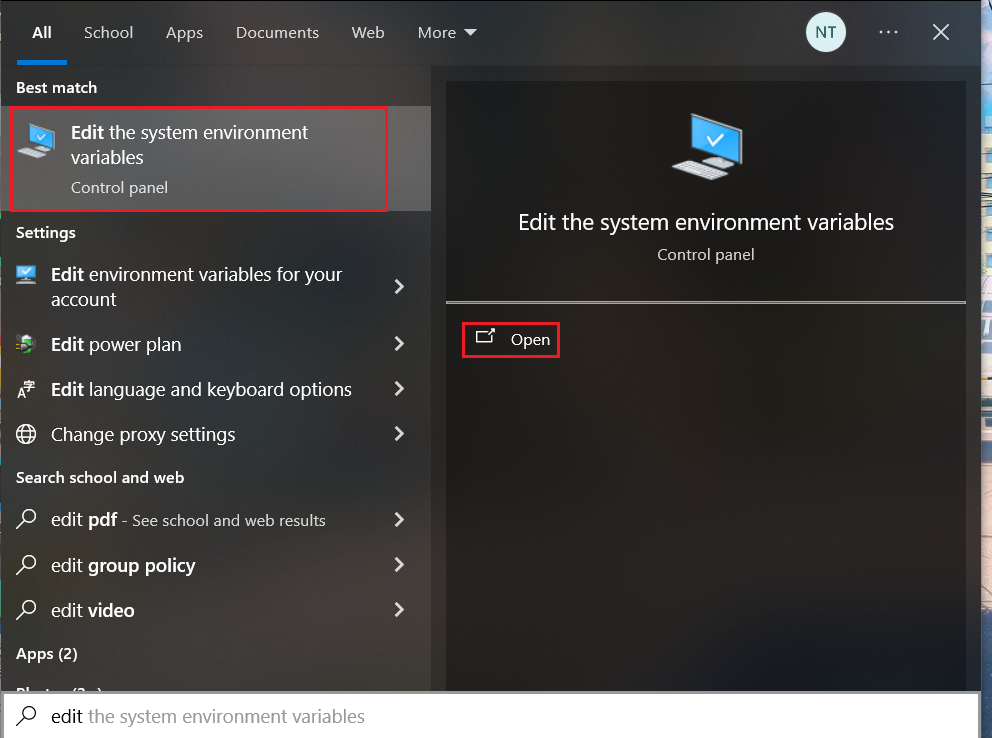 All School Apps Documents Web More NT
Best match
Edit the system environment
variables
Control panel
Edit the system environment variables
Control panel
Open
Settings
Edit environment variables for your
account
Edit power plan
Edit language and keyboard options
Change proxy settings
Search school and web
edit pdf - See school and web results
edit group policy
edit video
Apps (2)
edit the system environment variables